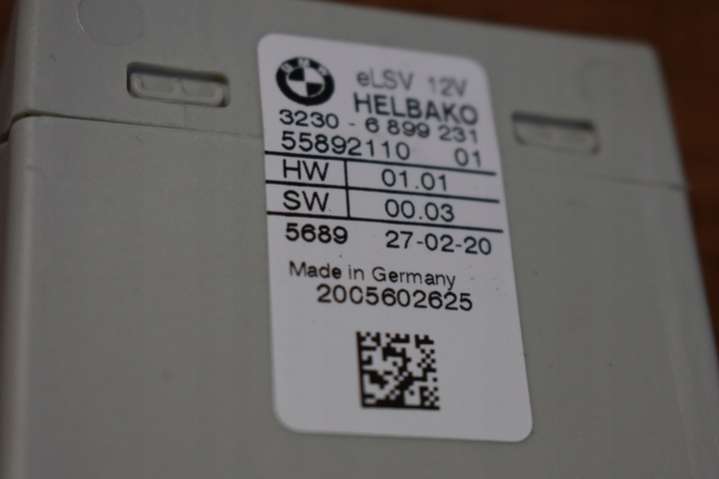 BMW
eLSV 12V
HELBAKO
3230 - 6 899 231
55892110 01
HW 01.01
SW 00.03
5689 27-02-20
Made in Germany
2005602625